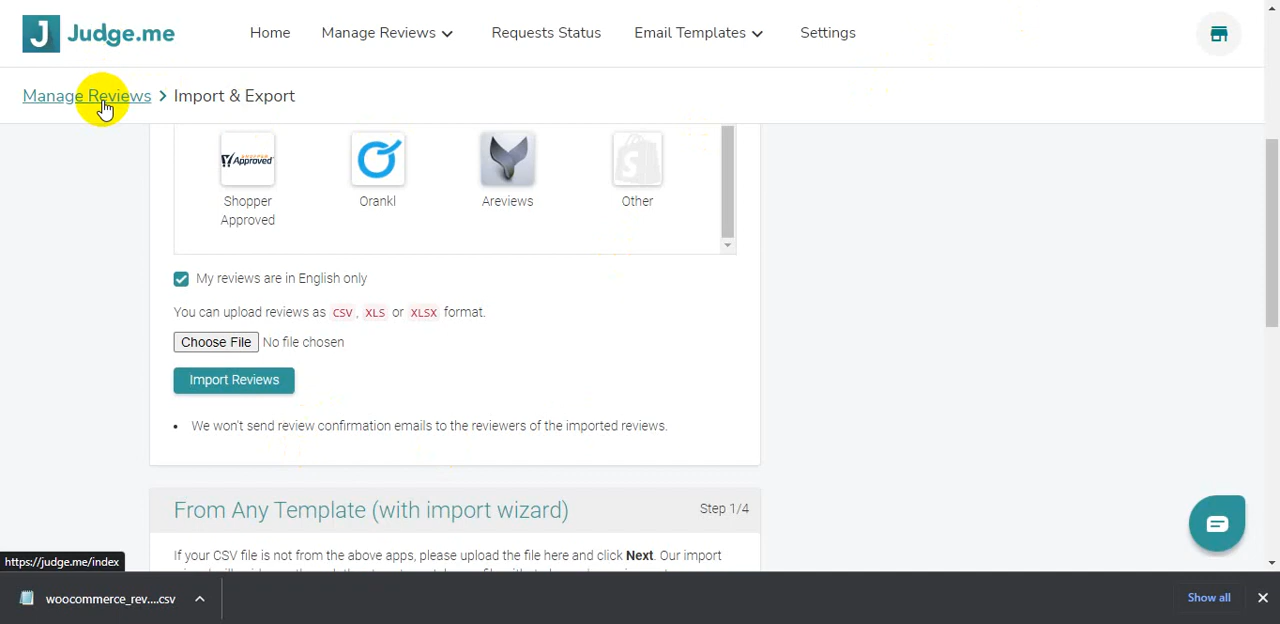 J Judge.me
Home
Manage Reviews
Requests Status
Email Templates
Settings
Manage Reviews > Import & Export
Shopper Approved
Shopper
Approved
Orankl
Areviews
Other
My reviews are in English only
You can upload reviews as CSV, XLS or XLSX format.
Choose File No file chosen
Import Reviews
• We won't send review confirmation emails to the reviewers of the imported reviews.
From Any Template (with import wizard)
Step 1/4
If your CSV file is not from the above apps, please upload the file here and click Next. Our import
https://judge.me/index
woocommerce_rev....csv
Show all